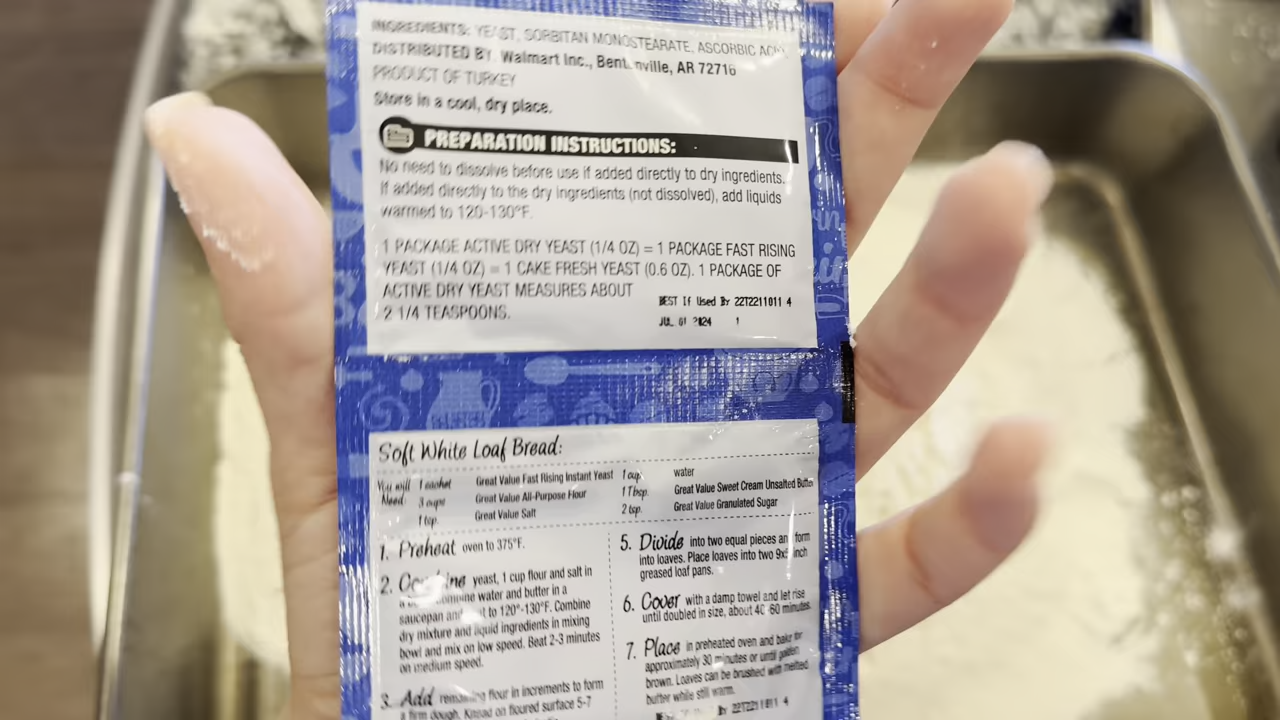 INGREDIENTS: YEAST, SORBITAN MONOSTEARATE, ASCORBIC ACID
DISTRIBUTED BY: Walmart Inc., Bentonville, AR 72716
PRODUCT OF TURKEY
Store in a cool, dry place.
PREPARATION INSTRUCTIONS:
No need to dissolve before use if added directly to dry ingredients.
If added directly to the dry ingredients (not dissolved), add liquids
warmed to 120-130°F.
1 PACKAGE ACTIVE DRY YEAST (1/4 OZ) = 1 PACKAGE FAST RISING
YEAST (1/4 OZ) = 1 CAKE FRESH YEAST (0.6 OZ). 1 PACKAGE OF
ACTIVE DRY YEAST MEASURES ABOUT
2 1/4 TEASPOONS.
BEST If Used By 22T2211011 4
JUL 01 2024 1
Soft White Loaf Bread:
You will Need:
1 sachet Great Value Fast Rising Instant Yeast
3 cups Great Value All-Purpose Flour
1 tsp. Great Value Salt
1 cup water
1 Tbsp. Great Value Sweet Cream Unsalted Butter
2 tsp. Great Value Granulated Sugar
1. Preheat oven to 375°F.
2. Combine yeast, 1 cup flour and salt in
a combine water and butter in a
saucepan and to 120°-130°F. Combine
dry mixture and liquid ingredients in mixing
bowl and mix on low speed. Beat 2-3 minutes
on medium speed.
3. Add remaining flour in increments to form
a firm dough. Knead on floured surface 5-7
5. Divide into two equal pieces and form
into loaves. Place loaves into two 9x5 inch
greased loaf pans.
6. Cover with a damp towel and let rise
until doubled in size, about 40-60 minutes.
7. Place in preheated oven and bake for
approximately 30 minutes or until golden
brown. Loaves can be brushed with melted
butter while still warm.
By 22T2211011 4